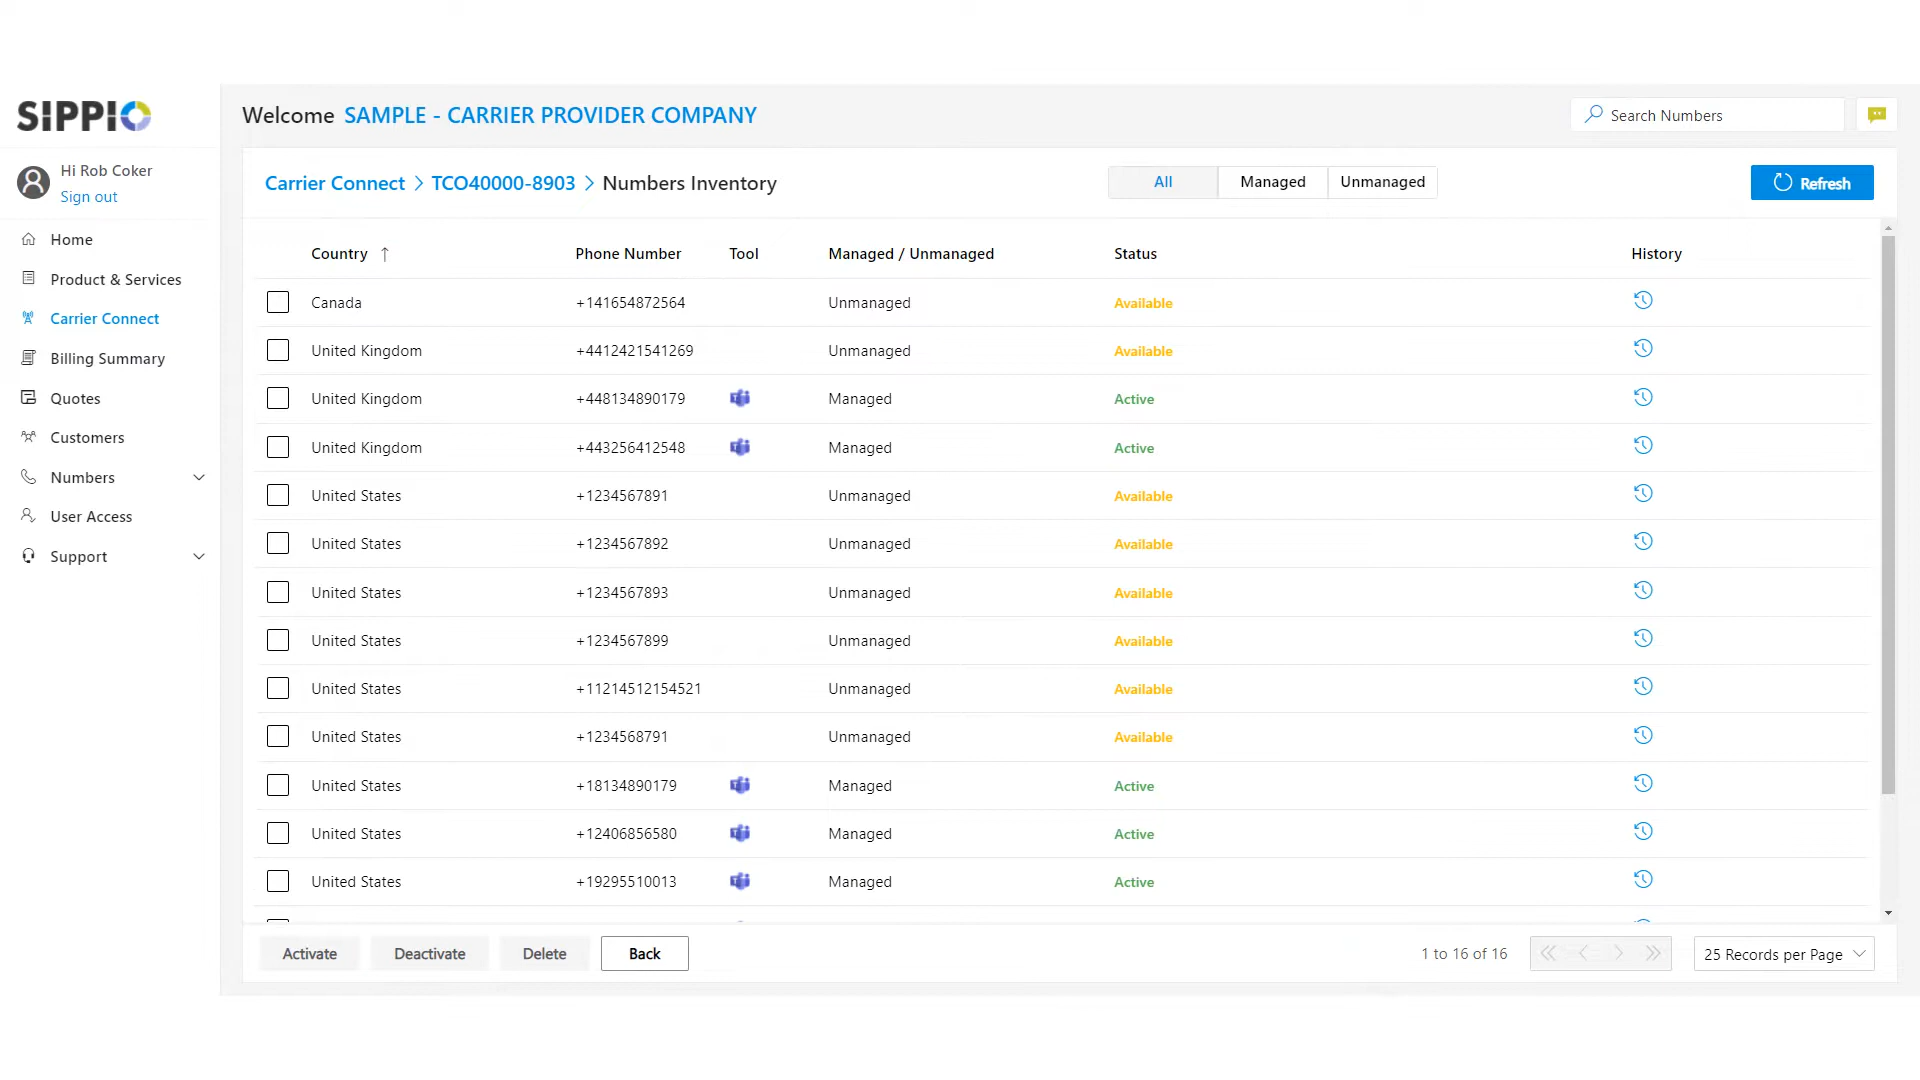 SIPPIO
Welcome SAMPLE - CARRIER PROVIDER COMPANY
Search Numbers
Hi Rob Coker
Sign out
Home
Product & Services
Carrier Connect
Billing Summary
Quotes
Customers
Numbers
User Access
Support
Carrier Connect > TCO40000-8903 > Numbers Inventory
All Managed Unmanaged
Refresh
Country ↑ Phone Number Tool Managed / Unmanaged Status History
Canada +141654872564 Unmanaged Available
United Kingdom +4412421541269 Unmanaged Available
United Kingdom +448134890179 Managed Active
United Kingdom +443256412548 Managed Active
United States +1234567891 Unmanaged Available
United States +1234567892 Unmanaged Available
United States +1234567893 Unmanaged Available
United States +1234567899 Unmanaged Available
United States +11214512154521 Unmanaged Available
United States +1234568791 Unmanaged Available
United States +18134890179 Managed Active
United States +12406856580 Managed Active
United States +19295510013 Managed Active
Activate Deactivate Delete Back
1 to 16 of 16
25 Records per Page